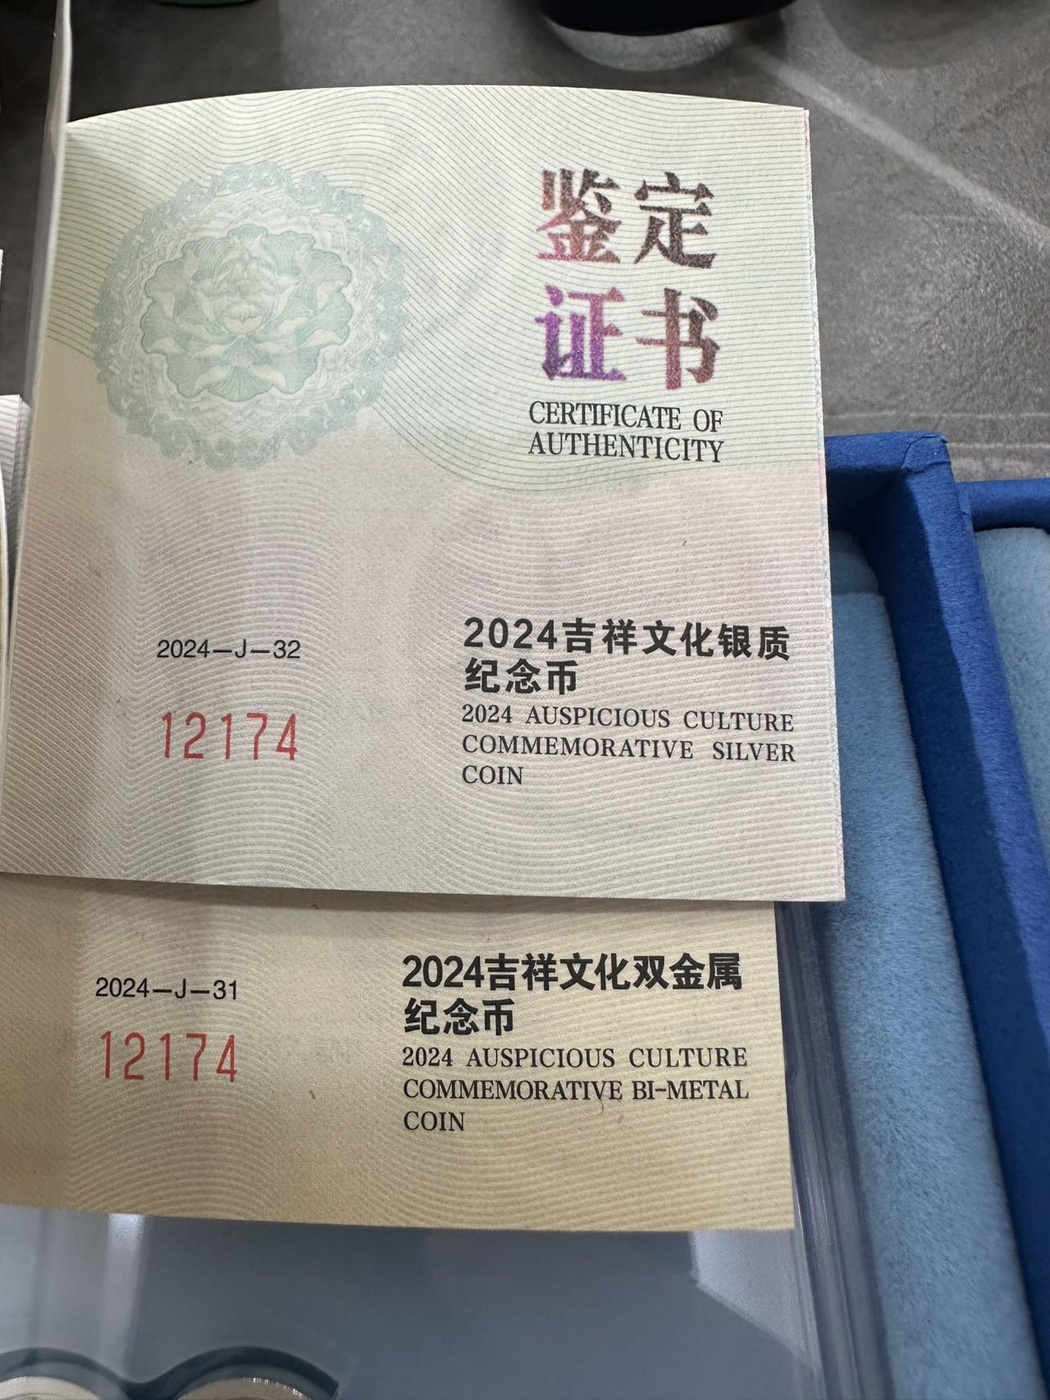 鉴定
证书
CERTIFICATE OF
AUTHENTICITY
2024—J—32
12174
2024吉祥文化银质
纪念币
2024 AUSPICIOUS CULTURE
COMMEMORATIVE SILVER
COIN
2024—J—31
12174
2024吉祥文化双金属
纪念币
2024 AUSPICIOUS CULTURE
COMMEMORATIVE BI-METAL
COIN